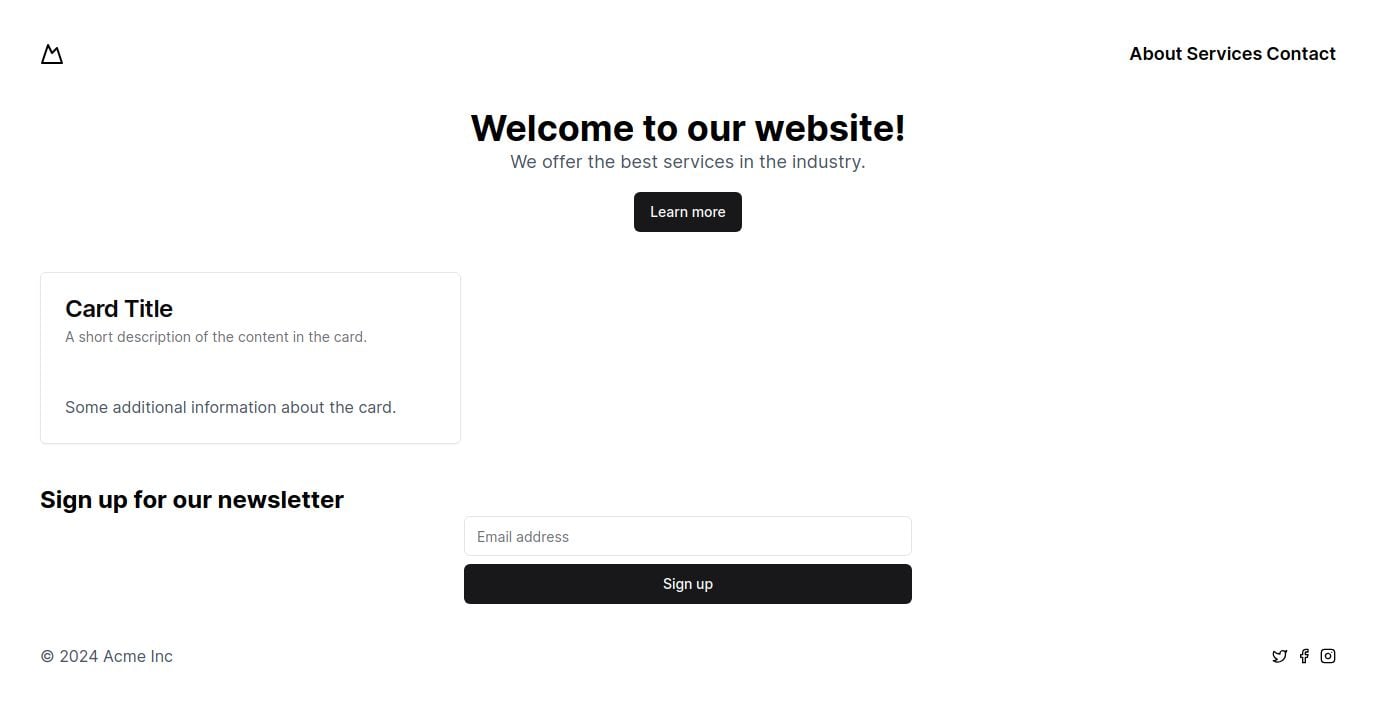 About Services Contact
Welcome to our website!
We offer the best services in the industry.
Learn more
Card Title
A short description of the content in the card.
Some additional information about the card.
Sign up for our newsletter
Email address
Sign up
© 2024 Acme Inc